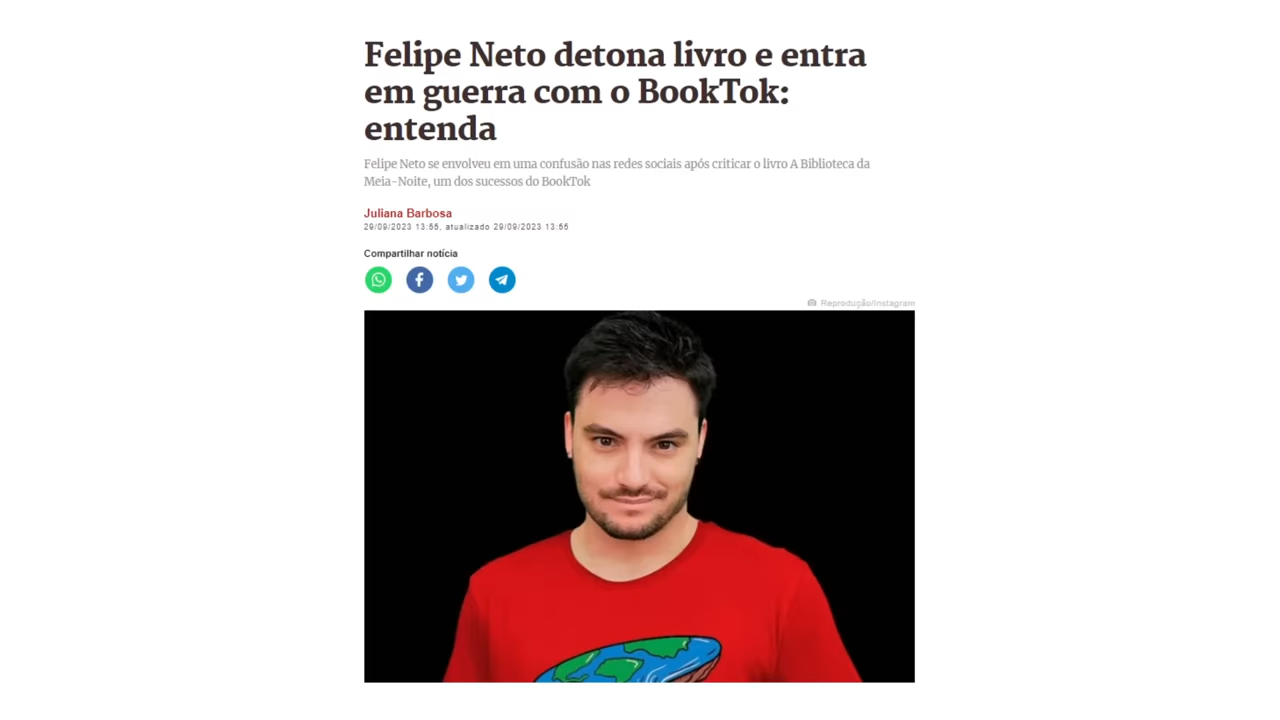 Felipe Neto detona livro e entra
em guerra com o BookTok:
entenda
Felipe Neto se envolveu em uma confusão nas redes sociais após criticar o livro A Biblioteca da
Meia-Noite, um dos sucessos do BookTok
Juliana Barbosa
29/09/2023 13:55, atualizado 29/09/2023 13:55
Compartilhar notícia
Reprodução/Instagram